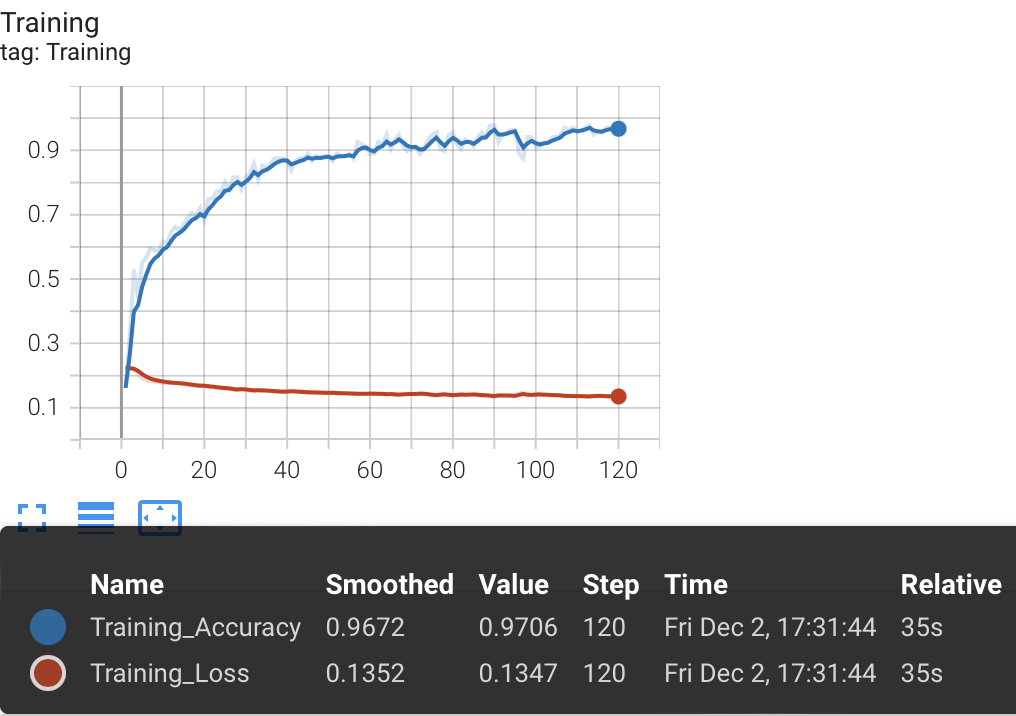 Training
tag: Training
0.9
0.7
0.5
0.3
0.1
0 20 40 60 80 100 120
Name Smoothed Value Step Time Relative
Training_Accuracy 0.9672 0.9706 120 Fri Dec 2, 17:31:44 35s
Training_Loss 0.1352 0.1347 120 Fri Dec 2, 17:31:44 35s